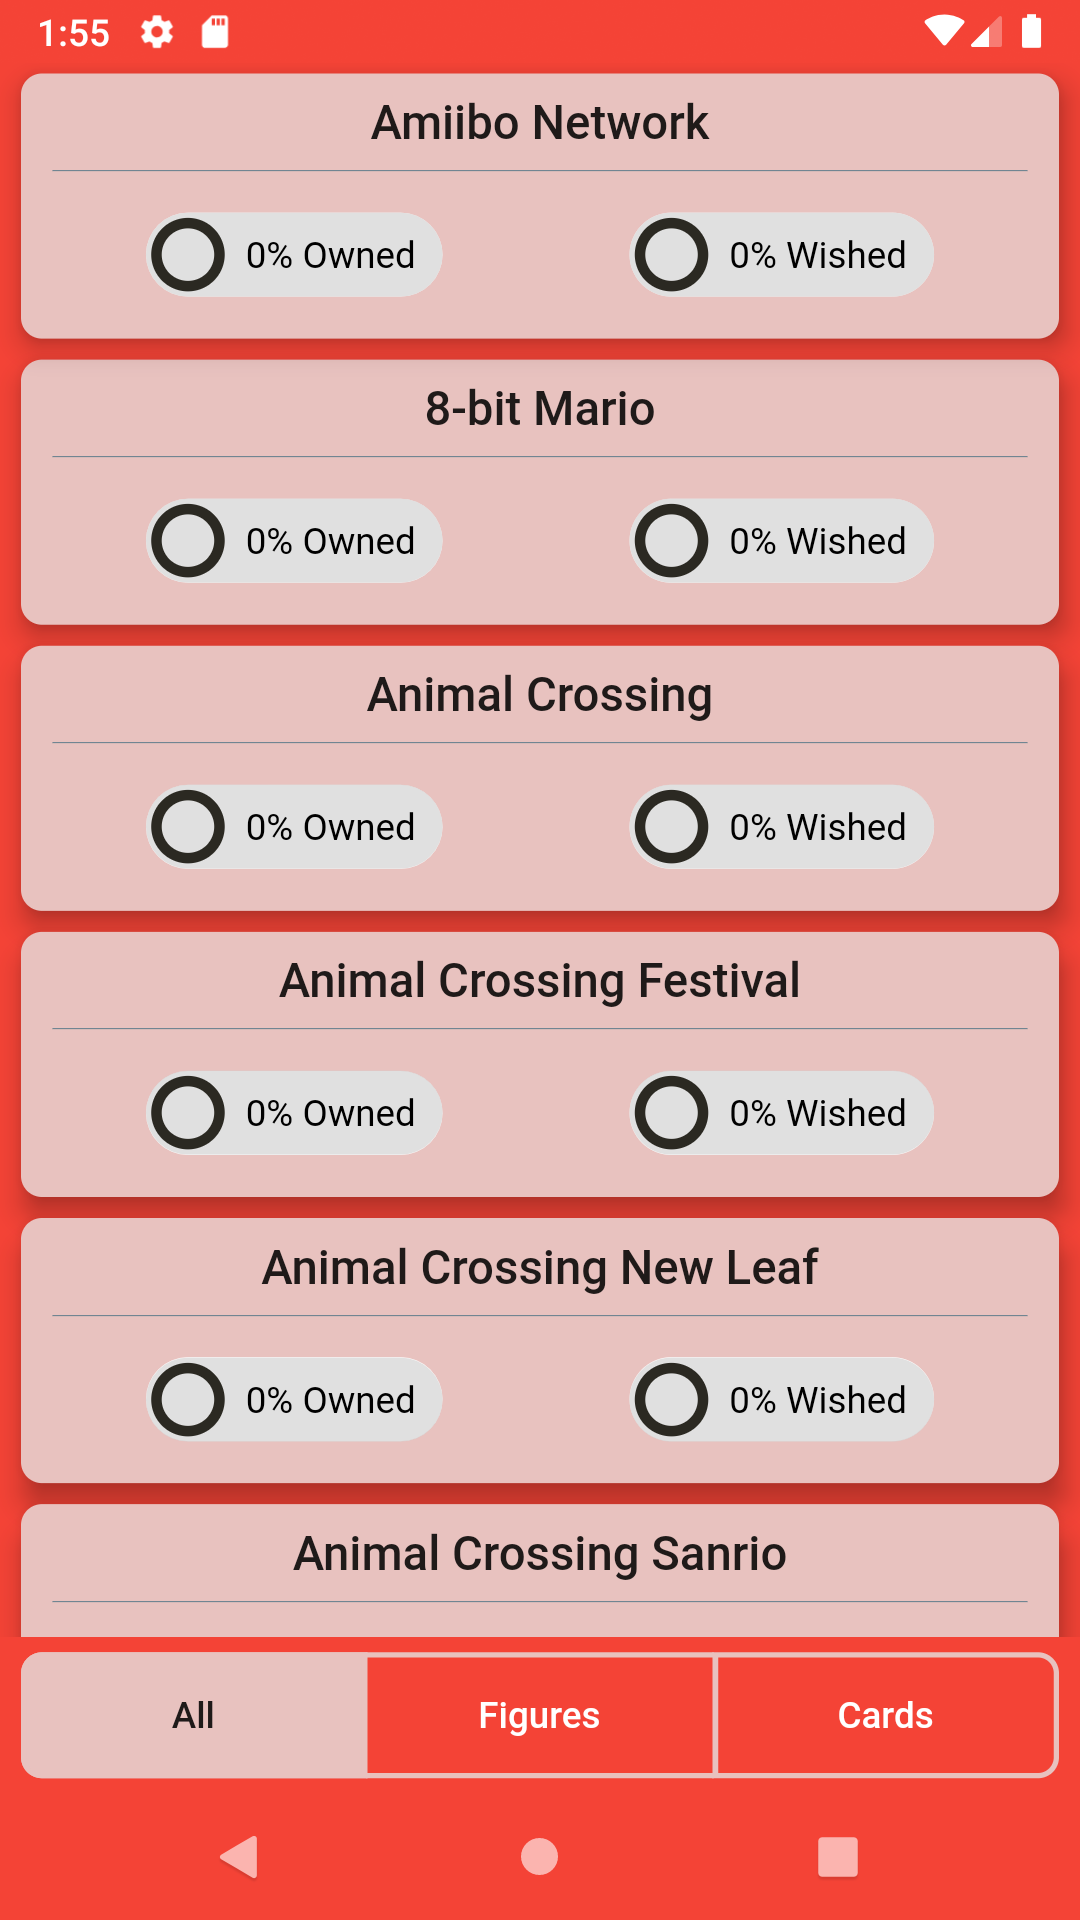 1:55
Amiibo Network
0% Owned
0% Wished
8-bit Mario
0% Owned
0% Wished
Animal Crossing
0% Owned
0% Wished
Animal Crossing Festival
0% Owned
0% Wished
Animal Crossing New Leaf
0% Owned
0% Wished
Animal Crossing Sanrio
All
Figures
Cards